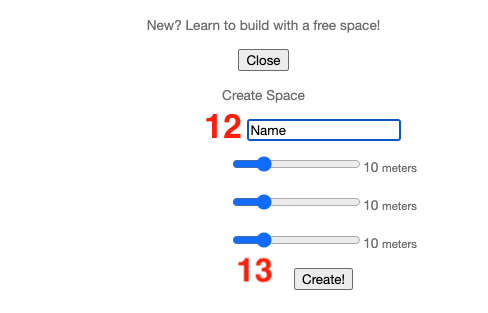 New? Learn to build with a free space!
Close
Create Space
12 Name
10 meters
10 meters
10 meters
13 Create!